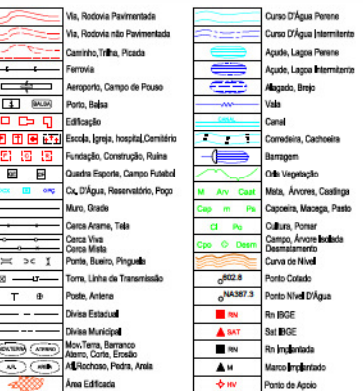 Via, Rodovia Pavimentada
Via, Rodovia não Pavimentada
Caminho, Trilha, Picada
Ferrovia
Aeroporto, Campo de Pouso
BALSA
Porto, Balsa
Edificação
Escola, Igreja, hospital, Cemitério
Fundação, Construção, Ruína
Quadra Esporte, Campo Futebol
Cx. D'Água, Reservatório, Poço
Muro, Grade
Cerca Arame, Tela
Cerca Viva
Cerca Mista
Ponte, Bueiro, Pinguela
Torre, Linha de Transmissão
Poste, Antena
Divisa Estadual
Divisa Municipal
Mov.Terra, Barranco
Aterro, Corte, Erosão
Afl.Rochoso, Pedra, Areia
Área Edificada
Curso D'Água Perene
Curso D'Água Intermitente
Açude, Lagoa Perene
Açude, Lagoa Intermitente
Alagado, Brejo
Vala
CANAL
Canal
Corredeira, Cachoeira
Barragem
Orla Vegetação
M Arv Caat
Mata, Árvores, Caatinga
Cap m Pa
Capoeira, Macega, Pasto
Cl Po
Cultura, Pomar
Cpo Desm
Campo, Árvore Isolada
Desmatamento
Curva de Nível
602.8
Ponto Cotado
NA387.3
Ponto Nível D'Água
RN
Rn IBGE
SAT
Sat IBGE
RN
Rn Implantada
M
Marco Implantado
HV
Ponto de Apoio